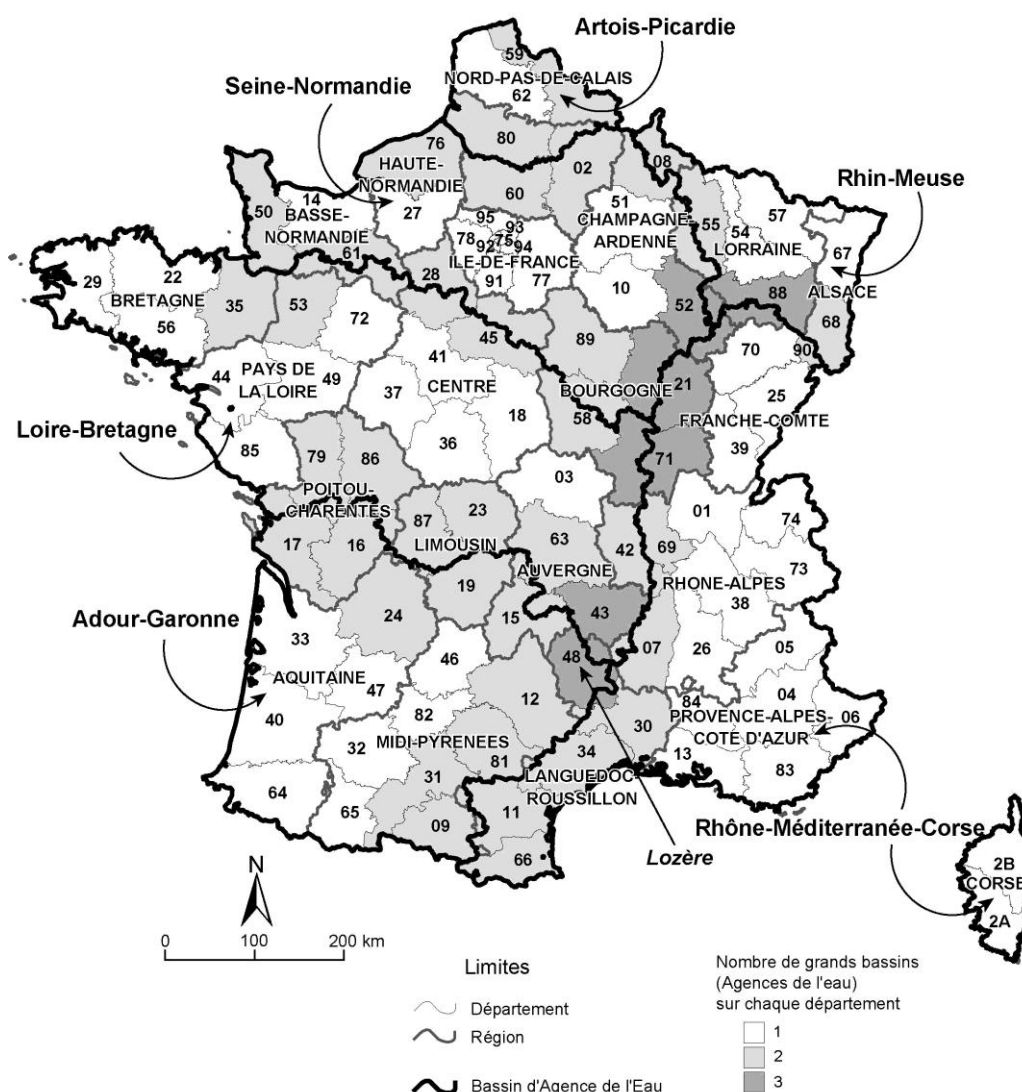 Artois-Picardie
59
NORD-PAS-DE-CALAIS
62
Seine-Normandie
80
76
02
08
HAUTE-
NORMANDIE
60
Rhin-Meuse
14
51
57
50
BASSE-
27
95
93
CHAMPAGNE
55
54
NORMANDIE
78
92
75
94
ARDENNE
LORRAINE
67
61
ILE-DE-FRANCE
28
91
77
ALSACE
29
22
10
52
88
BRETAGNE
35
53
68
56
72
45
89
70
90
41
44
PAYS DE
LA LOIRE
49
37
CENTRE
BOURGOGNE
21
25
18
58
FRANCHE-COMTE
Loire-Bretagne
36
85
39
79
86
71
03
POITOU-
CHARENTES
01
74
87
23
17
16
LIMOUSIN
63
42
69
AUVERGNE
RHONE-ALPES
73
19
38
Adour-Garonne
24
15
43
33
48
07
26
05
46
AQUITAINE
47
12
04
84
40
82
30
PROVENCE-ALPES-
06
32
MIDI-PYRENEES
34
13
COTE D'AZUR
31
81
LANGUEDOC-
ROUSSILLON
83
64
65
11
09
Rhône-Méditerranée-Corse
66
Lozère
N
2B
CORSE
2A
0 100 200 km
Limites
Département
Région
Bassin d'Agence de l'Eau
Nombre de grands bassins
(Agences de l'eau)
sur chaque département
1
2
3